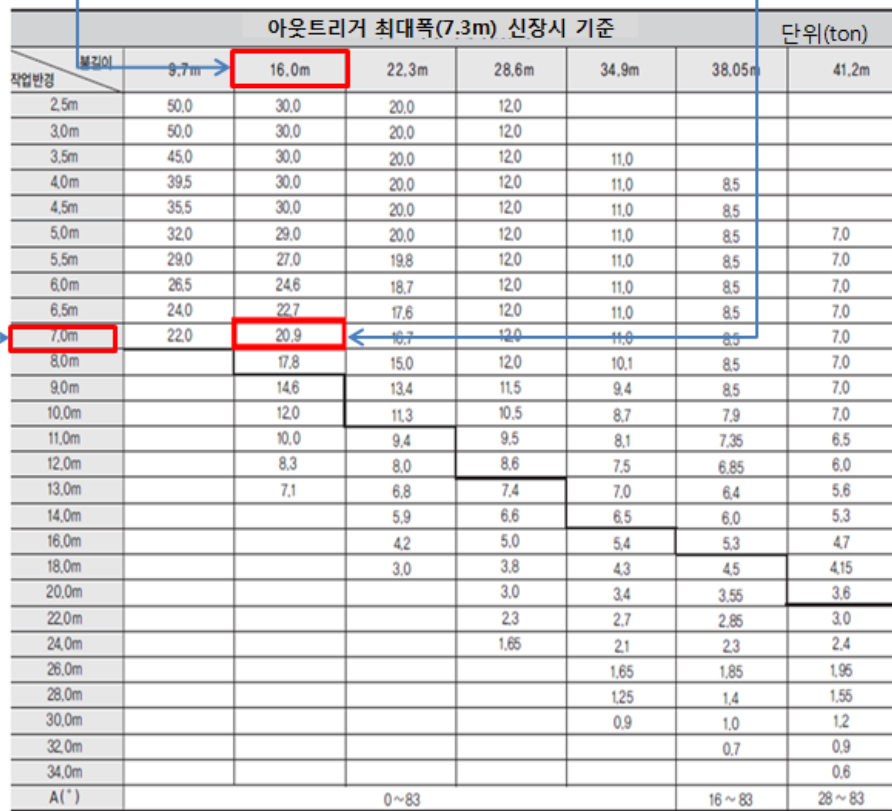 아웃트리거 최대폭(7.3m) 신장시 기준 단위(ton)
붐길이 9.7m 16.0m 22.3m 28.6m 34.9m 38.05m 41.2m
작업반경
2.5m 50.0 30.0 20.0 12.0
3.0m 50.0 30.0 20.0 12.0
3.5m 45.0 30.0 20.0 12.0 11.0
4.0m 39.5 30.0 20.0 12.0 11.0 8.5
4.5m 35.5 30.0 20.0 12.0 11.0 8.5
5.0m 32.0 29.0 20.0 12.0 11.0 8.5 7.0
5.5m 29.0 27.0 19.8 12.0 11.0 8.5 7.0
6.0m 26.5 24.6 18.7 12.0 11.0 8.5 7.0
6.5m 24.0 22.7 17.6 12.0 11.0 8.5 7.0
7.0m 22.0 20.9 16.7 12.0 11.0 8.5 7.0
8.0m 17.8 15.0 12.0 10.1 8.5 7.0
9.0m 14.6 13.4 11.5 9.4 8.5 7.0
10.0m 12.0 11.3 10.5 8.7 7.9 7.0
11.0m 10.0 9.4 9.5 8.1 7.35 6.5
12.0m 8.3 8.0 8.6 7.5 6.85 6.0
13.0m 7.1 6.8 7.4 7.0 6.4 5.6
14.0m 5.9 6.6 6.5 6.0 5.3
16.0m 4.2 5.0 5.4 5.3 4.7
18.0m 3.0 3.8 4.3 4.5 4.15
20.0m 3.0 3.4 3.55 3.6
22.0m 2.3 2.7 2.85 3.0
24.0m 1.65 2.1 2.3 2.4
26.0m 1.65 1.85 1.95
28.0m 1.25 1.4 1.55
30.0m 0.9 1.0 1.2
32.0m 0.7 0.9
34.0m 0.6
A(°) 0~83 16~83 28~83